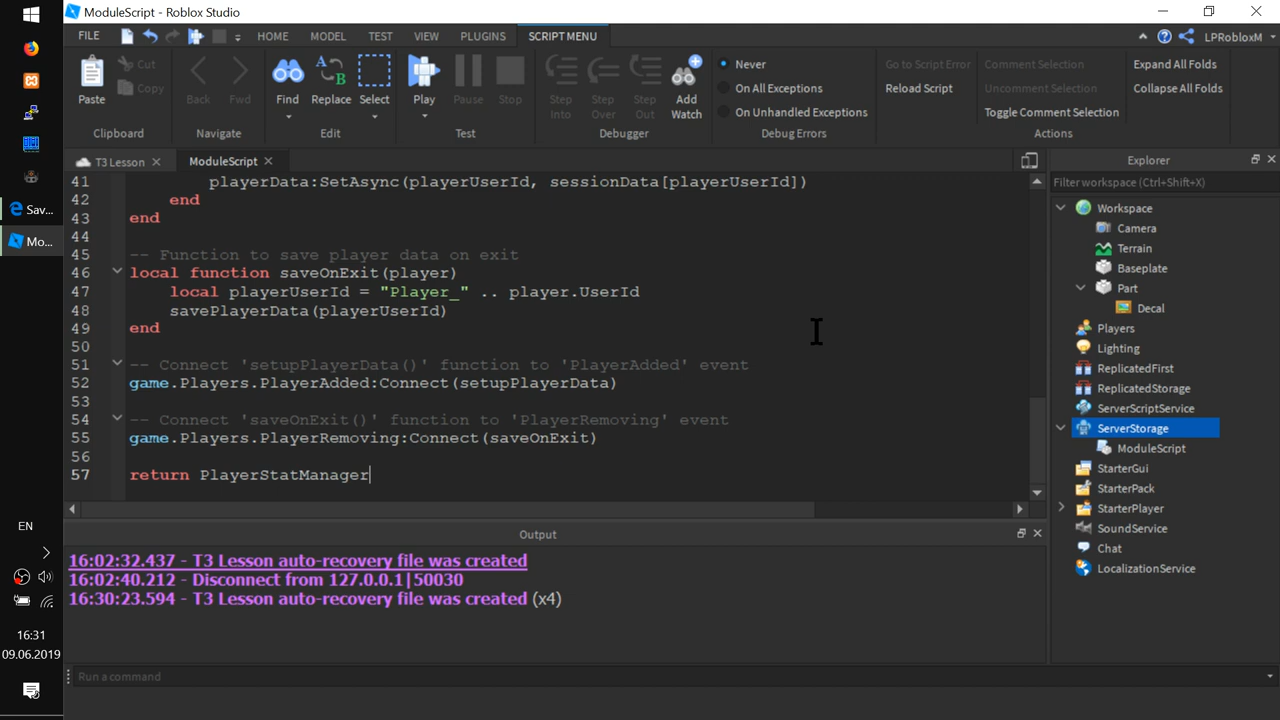 ModuleScript - Roblox Studio
FILE HOME MODEL TEST VIEW PLUGINS SCRIPT MENU LPRobloxM
Paste Cut Copy Clipboard
Back Fwd Navigate
Find Replace Select Edit
Play Pause Stop Test
Step Into Step Over Step Out Add Watch Debugger
Never
On All Exceptions
On Unhandled Exceptions
Debug Errors
Go to Script Error
Reload Script
Comment Selection
Uncomment Selection
Toggle Comment Selection
Expand All Folds
Collapse All Folds
Actions
T3 Lesson ModuleScript
41 playerData:SetAsync(playerUserId, sessionData[playerUserId])
42 end
43 end
44
45 -- Function to save player data on exit
46 local function saveOnExit(player)
47 local playerUserId = "Player_" .. player.UserId
48 savePlayerData(playerUserId)
49 end
50
51 -- Connect 'setupPlayerData()' function to 'PlayerAdded' event
52 game.Players.PlayerAdded:Connect(setupPlayerData)
53
54 -- Connect 'saveOnExit()' function to 'PlayerRemoving' event
55 game.Players.PlayerRemoving:Connect(saveOnExit)
56
57 return PlayerStatManager
Explorer
Filter workspace (Ctrl+Shift+X)
Workspace
Camera
Terrain
Baseplate
Part
Decal
Players
Lighting
ReplicatedFirst
ReplicatedStorage
ServerScriptService
ServerStorage
ModuleScript
StarterGui
StarterPack
StarterPlayer
SoundService
Chat
LocalizationService
Output
16:02:32.437 - T3 Lesson auto-recovery file was created
16:02:40.212 - Disconnect from 127.0.0.1|50030
16:30:23.594 - T3 Lesson auto-recovery file was created (x4)
Run a command
Sav...
Mo...
EN
16:31
09.06.2019